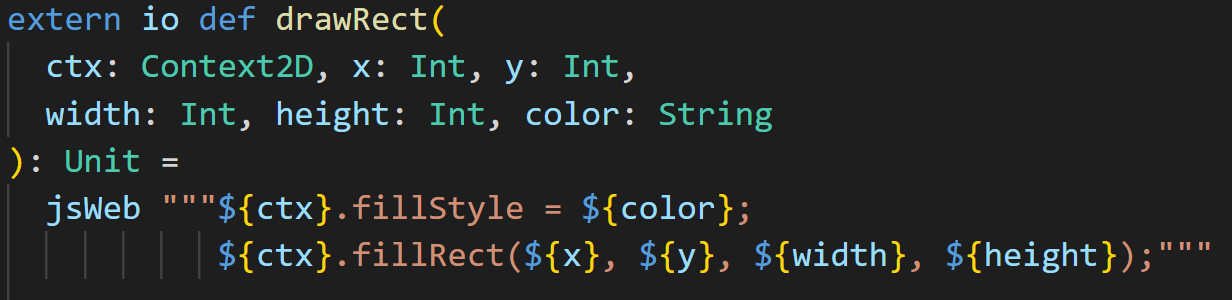 extern io def drawRect(
  ctx: Context2D, x: Int, y: Int,
  width: Int, height: Int, color: String
): Unit =
  jsWeb """${ctx}.fillStyle = ${color};
           ${ctx}.fillRect(${x}, ${y}, ${width}, ${height});"""